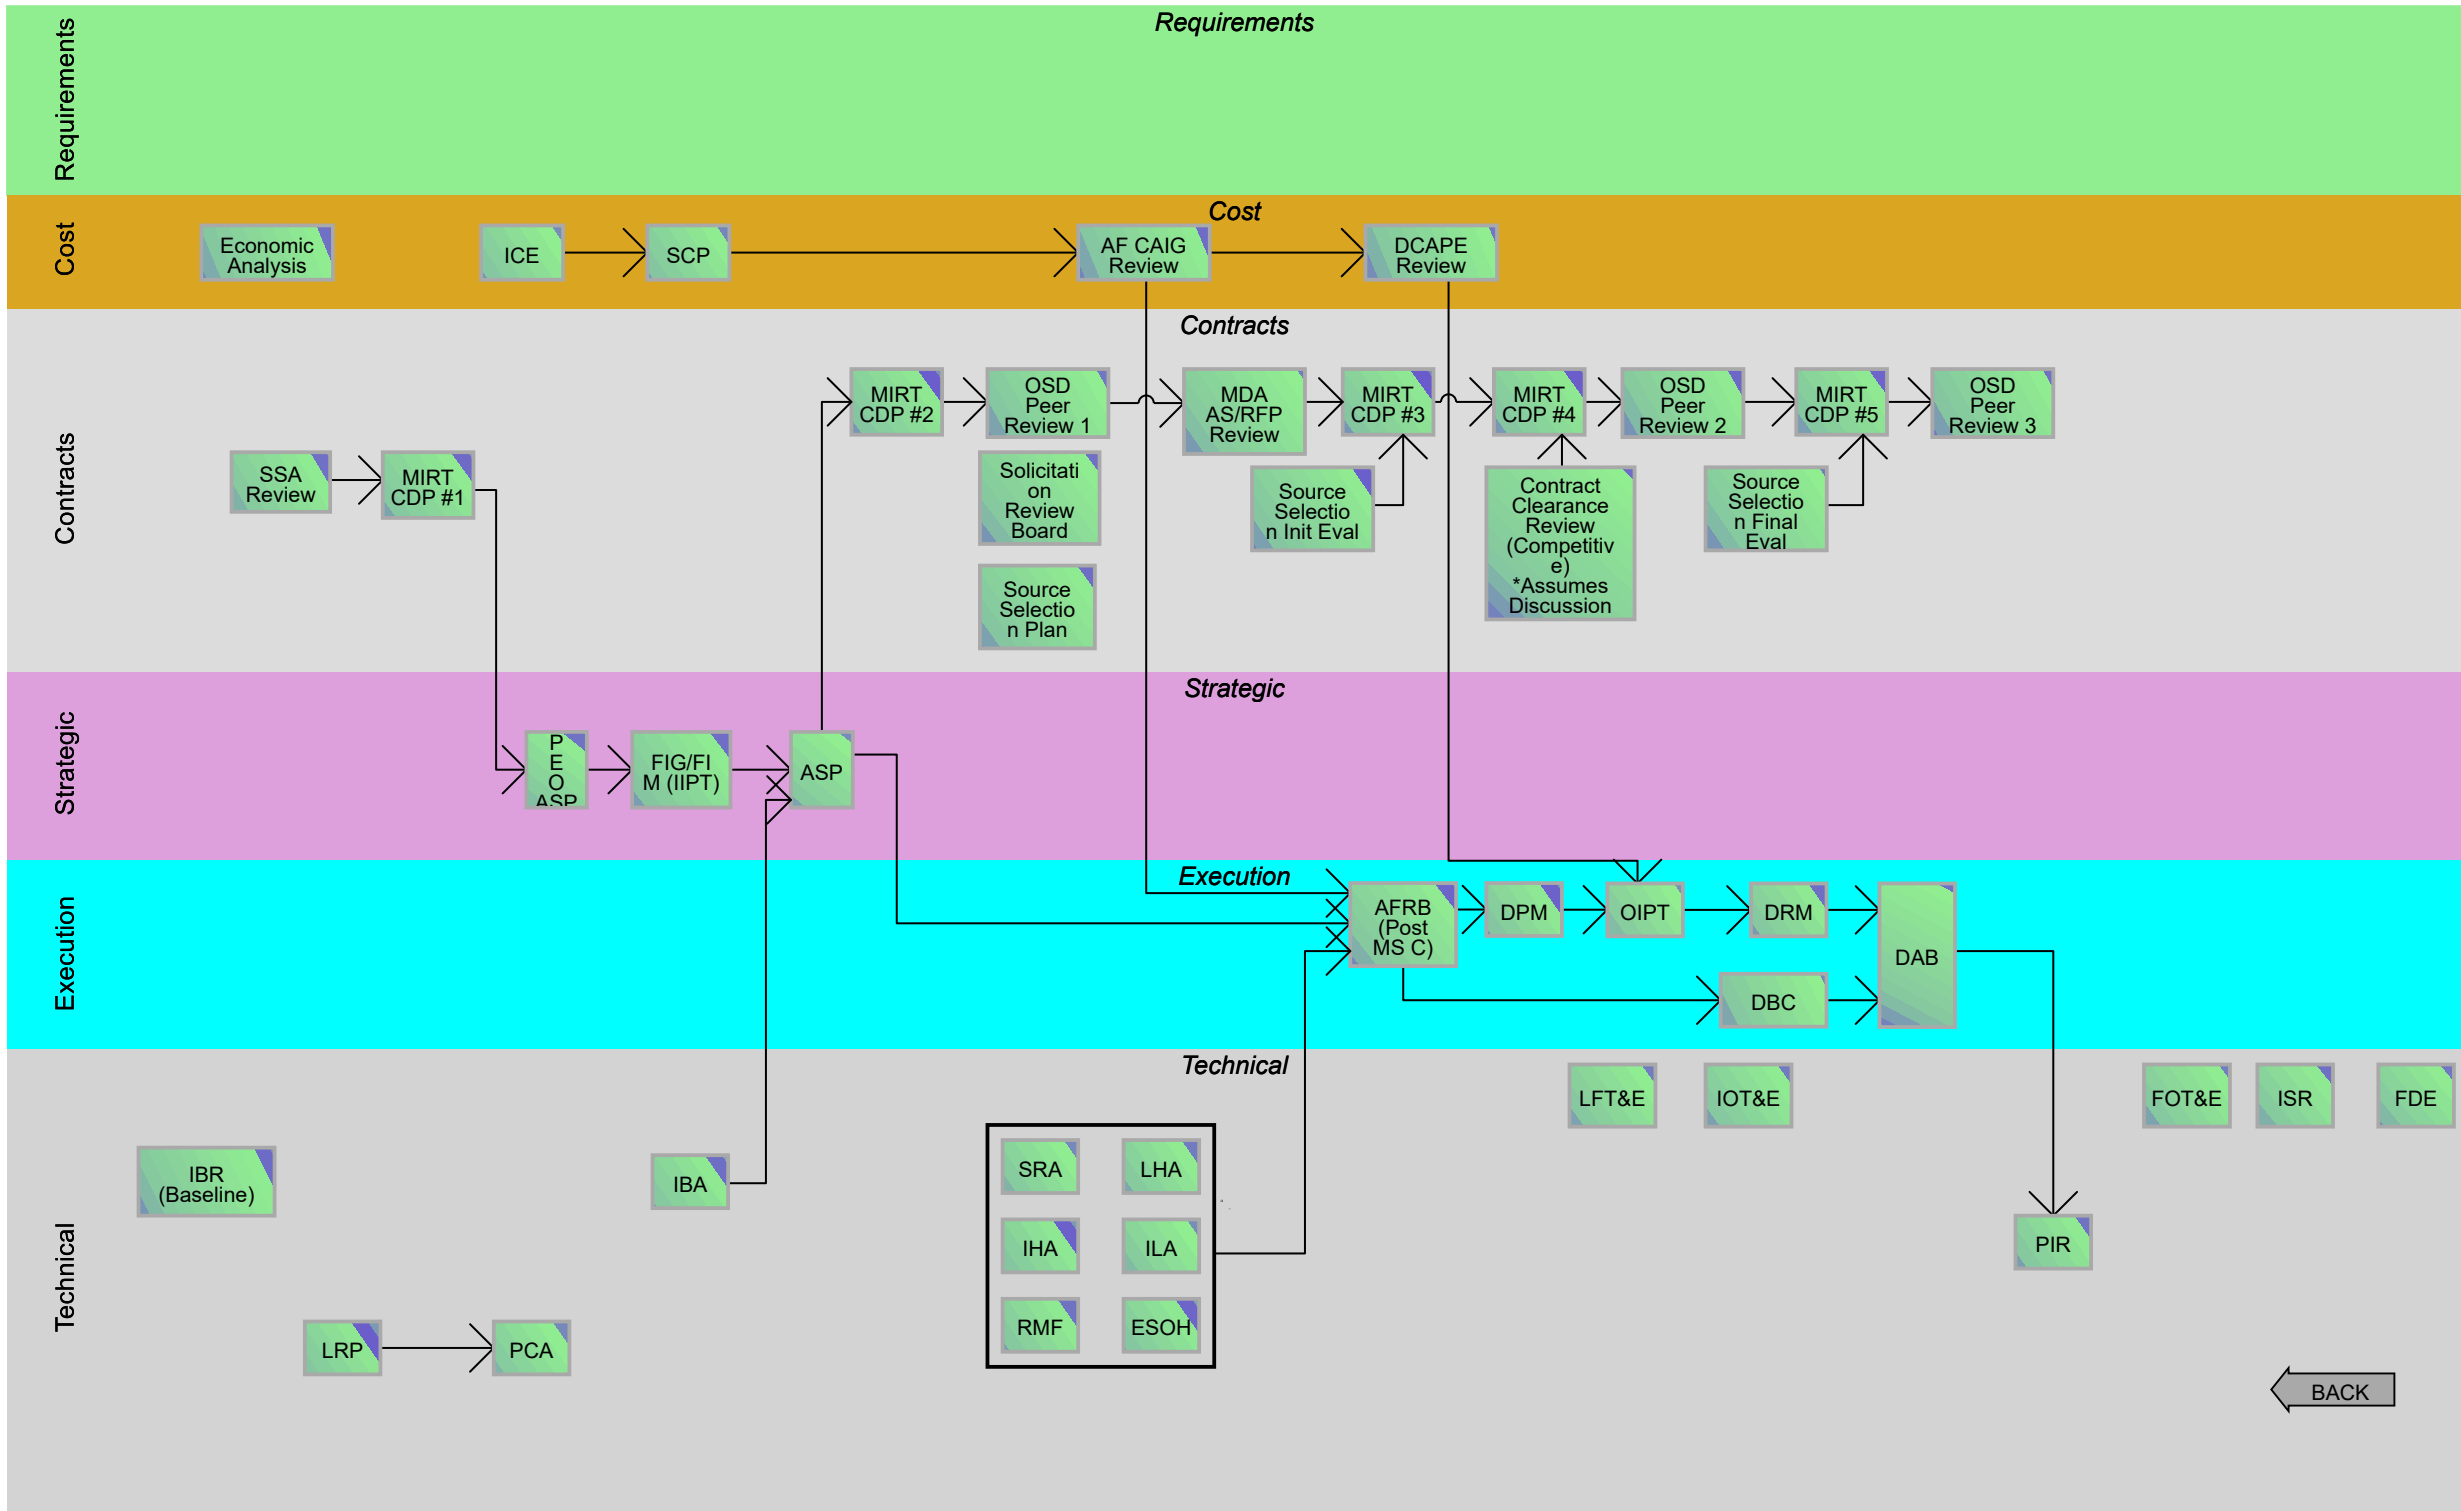 Requirements
Requirements
Cost
Cost
Economic
Analysis
ICE
SCP
AF CAIG
Review
DCAPE
Review
Contracts
Contracts
MIRT
CDP #2
OSD
Peer
Review 1
MDA
AS/RFP
Review
MIRT
CDP #3
MIRT
CDP #4
OSD
Peer
Review 2
MIRT
CDP #5
OSD
Peer
Review 3
SSA
Review
MIRT
CDP #1
Solicitati
on
Review
Board
Source
Selectio
n Init Eval
Contract
Clearance
Review
(Competitiv
e)
*Assumes
Discussion
Source
Selectio
n Final
Eval
Source
Selectio
n Plan
Strategic
Strategic
P
E
O
ASP
FIG/FI
M (IIPT)
ASP
Execution
Execution
AFRB
(Post
MS C)
DPM
OIPT
DRM
DAB
DBC
Technical
Technical
LFT&E
IOT&E
FOT&E
ISR
FDE
IBR
(Baseline)
IBA
SRA
LHA
IHA
ILA
PIR
RMF
ESOH
LRP
PCA
BACK